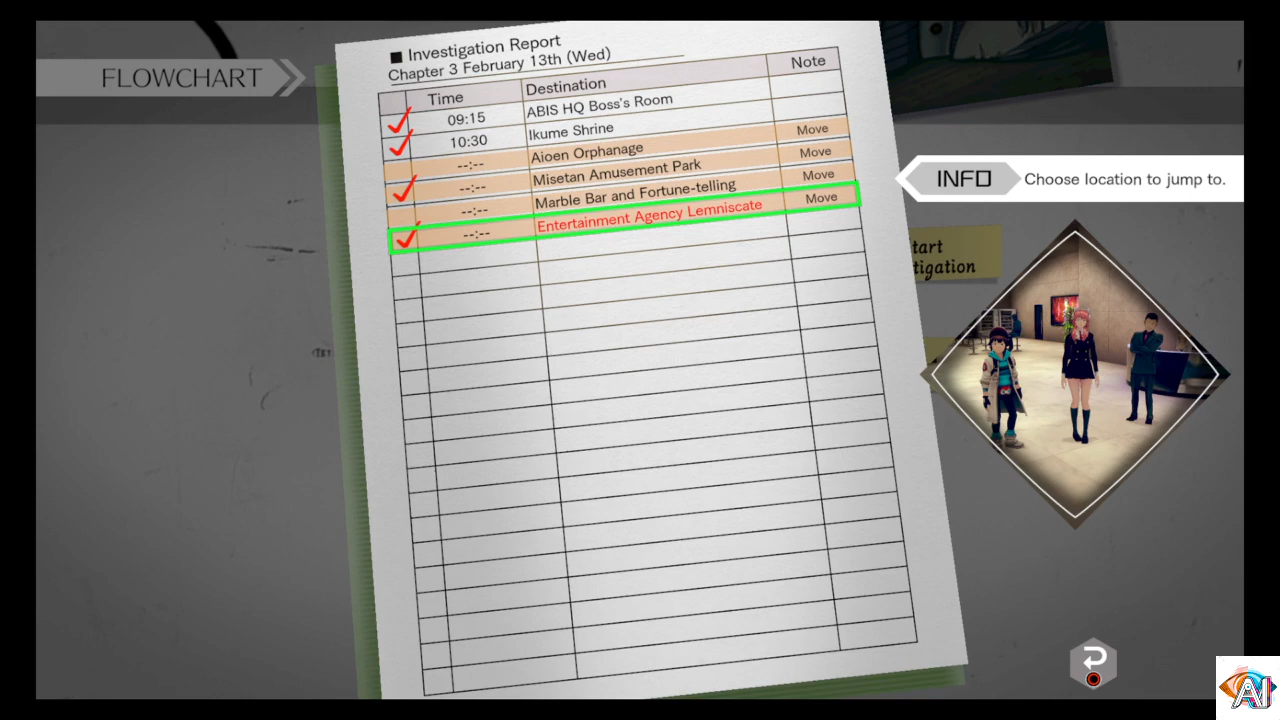 FLOWCHART
■ Investigation Report
Chapter 3 February 13th (Wed)
Time Destination Note
09:15 ABIS HQ Boss's Room
10:30 Ikume Shrine
--:-- Aioen Orphanage Move
--:-- Misetan Amusement Park Move
--:-- Marble Bar and Fortune-telling Move
--:-- Entertainment Agency Lemniscate Move
INFO Choose location to jump to.
tart
tigation
AI